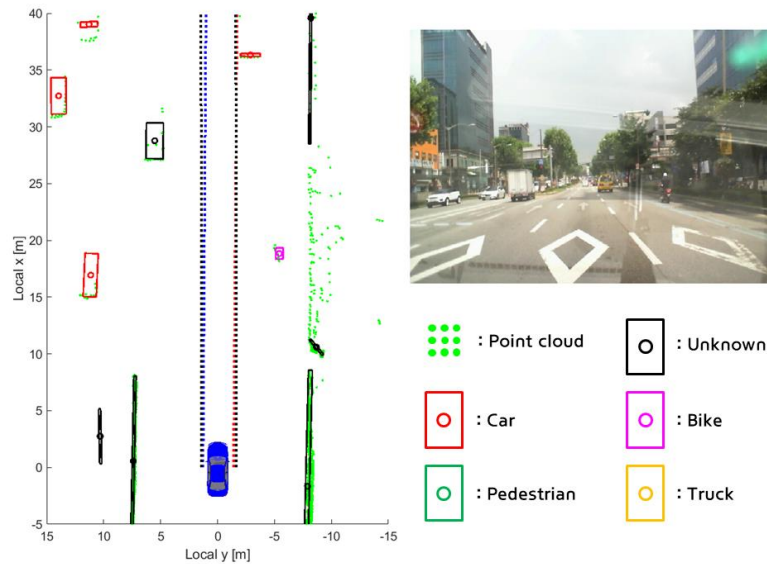 40
35
30
25
20
15
10
5
0
-5
15
10
5
0
-5
-10
-15
Local x [m]
Local y [m]
: Point cloud
: Unknown
: Car
: Bike
: Pedestrian
: Truck